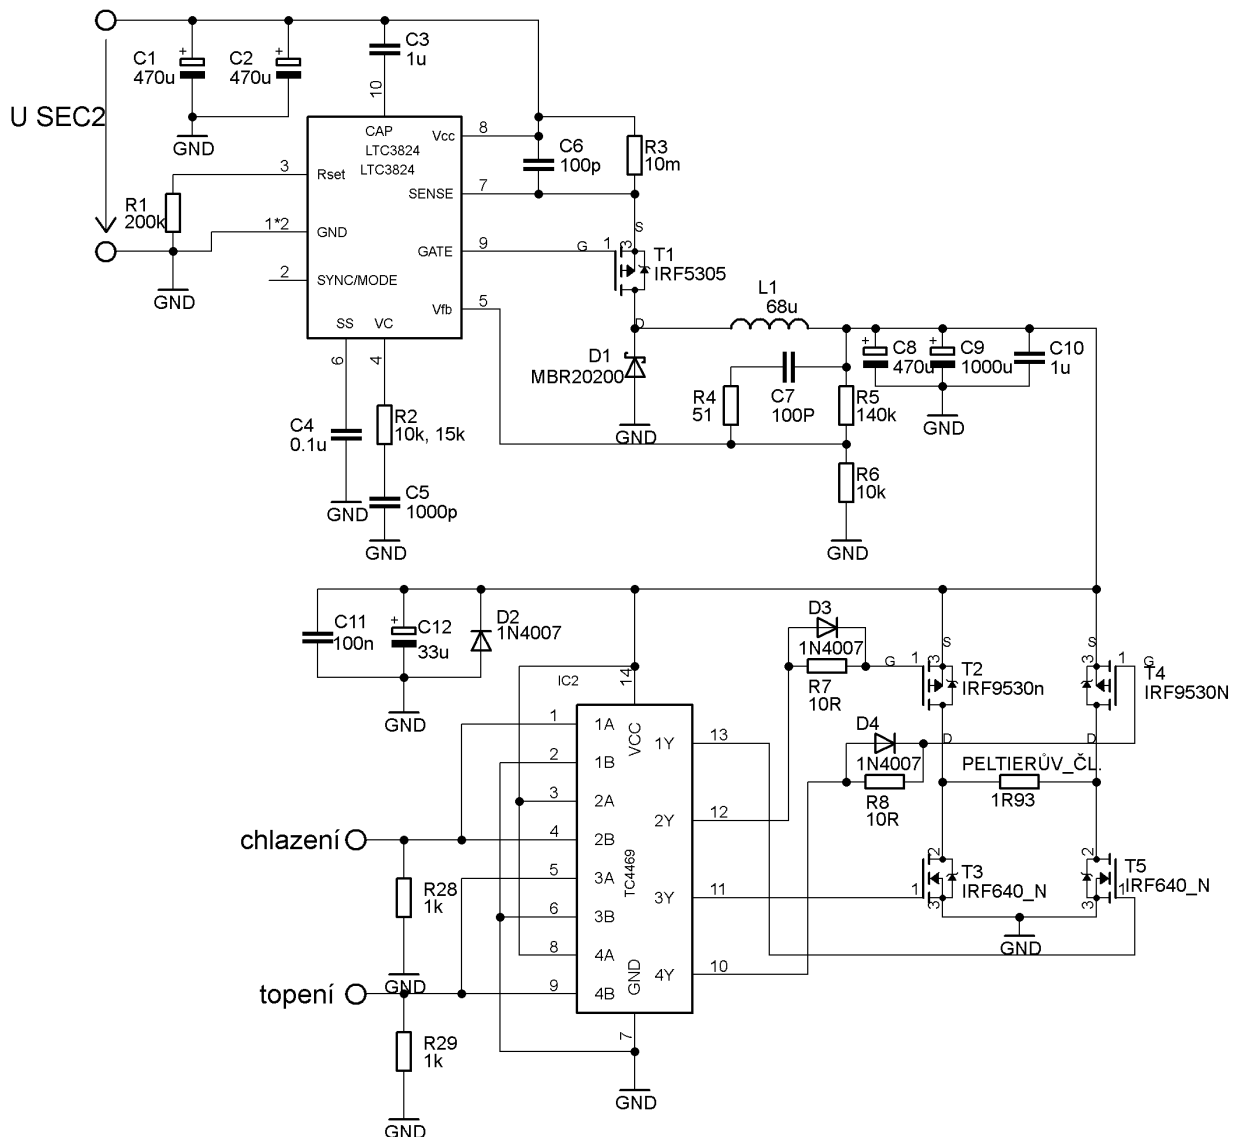 U SEC2
+
C1
470u
GND
+
C2
470u
C3
1u
10
CAP
LTC3824
LTC3824
Vcc
8
3
Rset
SENSE
7
C6
100p
R3
10m
R1
200k
1*2
GND
GATE
9
G
1
3
S
T1
IRF5305
GND
2
SYNC/MODE
Vfb
5
SS
VC
6
4
D
L1
68u
D1
MBR20200
GND
C7
100P
R4
51
R5
140k
+
C8
470u
+
C9
1000u
C10
1u
GND
R6
10k
GND
C4
0.1u
GND
R2
10k, 15k
C5
1000p
GND
C11
100n
+
C12
33u
GND
D2
1N4007
D3
1N4007
R7
10R
G
1
3
S
T2
IRF9530n
D
S
3
1
G
T4
IRF9530N
D
D4
1N4007
R8
10R
PELTIERŮV_ČL.
1R93
IC2
14
1
1A
VCC
1Y
13
2
1B
3
2A
2Y
12
4
2B
TC4469
5
3A
3Y
11
6
3B
8
4A
GND
4Y
10
9
4B
7
GND
2
T3
IRF640_N
1
3
2
T5
IRF640_N
1
3
GND
chlazení
R28
1k
GND
topení
R29
1k
GND